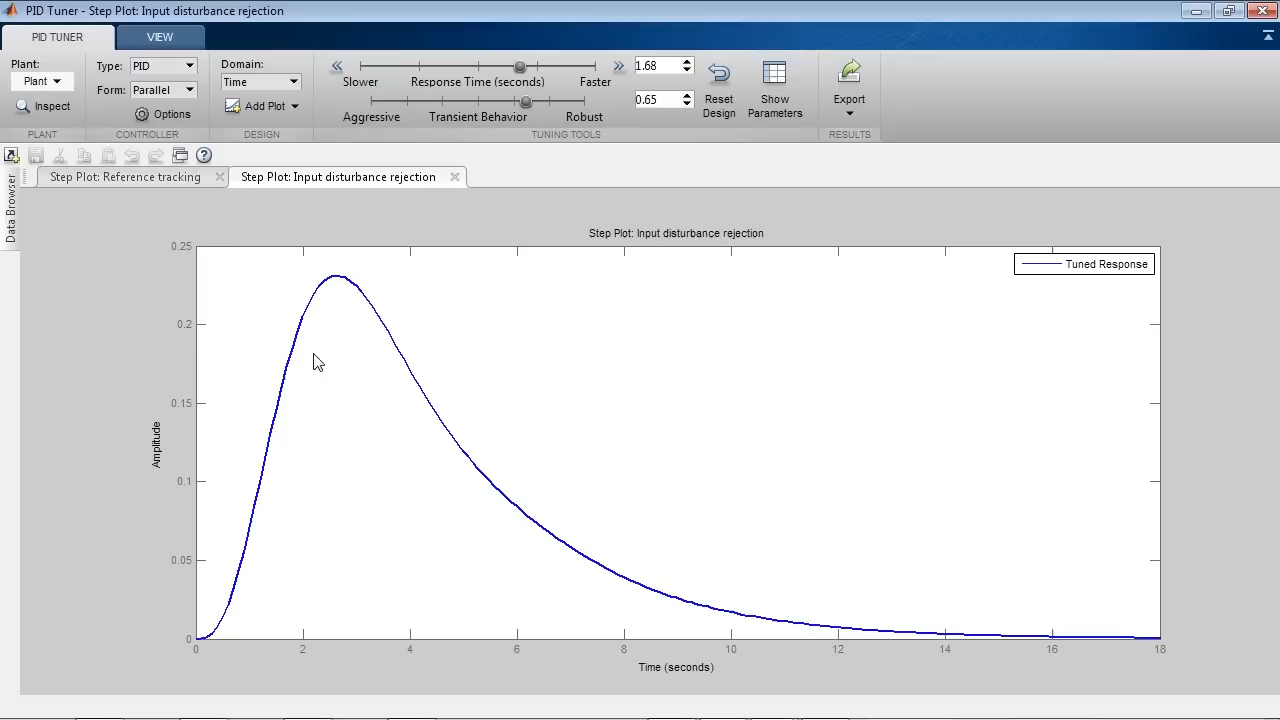 PID Tuner - Step Plot: Input disturbance rejection
PID TUNER
VIEW
Plant:
Plant
Inspect
PLANT
Type: PID
Form: Parallel
Options
CONTROLLER
Domain:
Time
Add Plot
DESIGN
Slower Response Time (seconds) Faster
1.68
Aggressive Transient Behavior Robust
0.65
Reset
Design
Show
Parameters
TUNING TOOLS
Export
RESULTS
Data Browser
Step Plot: Reference tracking
Step Plot: Input disturbance rejection
Step Plot: Input disturbance rejection
Tuned Response
Amplitude
0.25
0.2
0.15
0.1
0.05
0
0 2 4 6 8 10 12 14 16 18
Time (seconds)